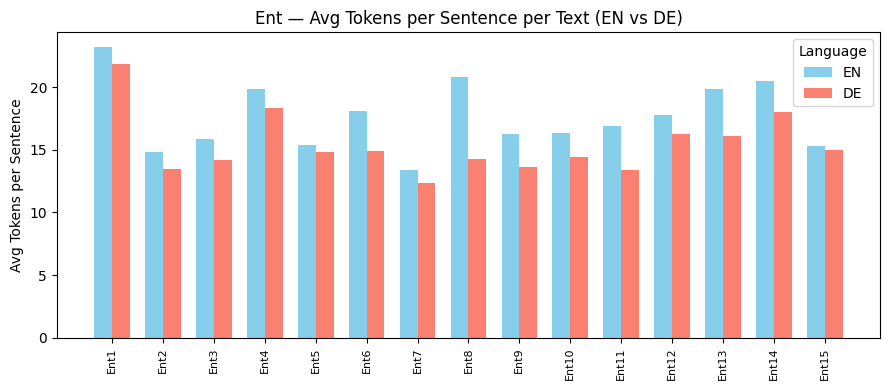 Ent — Avg Tokens per Sentence per Text (EN vs DE)
Language
EN
DE
Avg Tokens per Sentence
20
15
10
5
0
Ent1 Ent2 Ent3 Ent4 Ent5 Ent6 Ent7 Ent8 Ent9 Ent10 Ent11 Ent12 Ent13 Ent14 Ent15